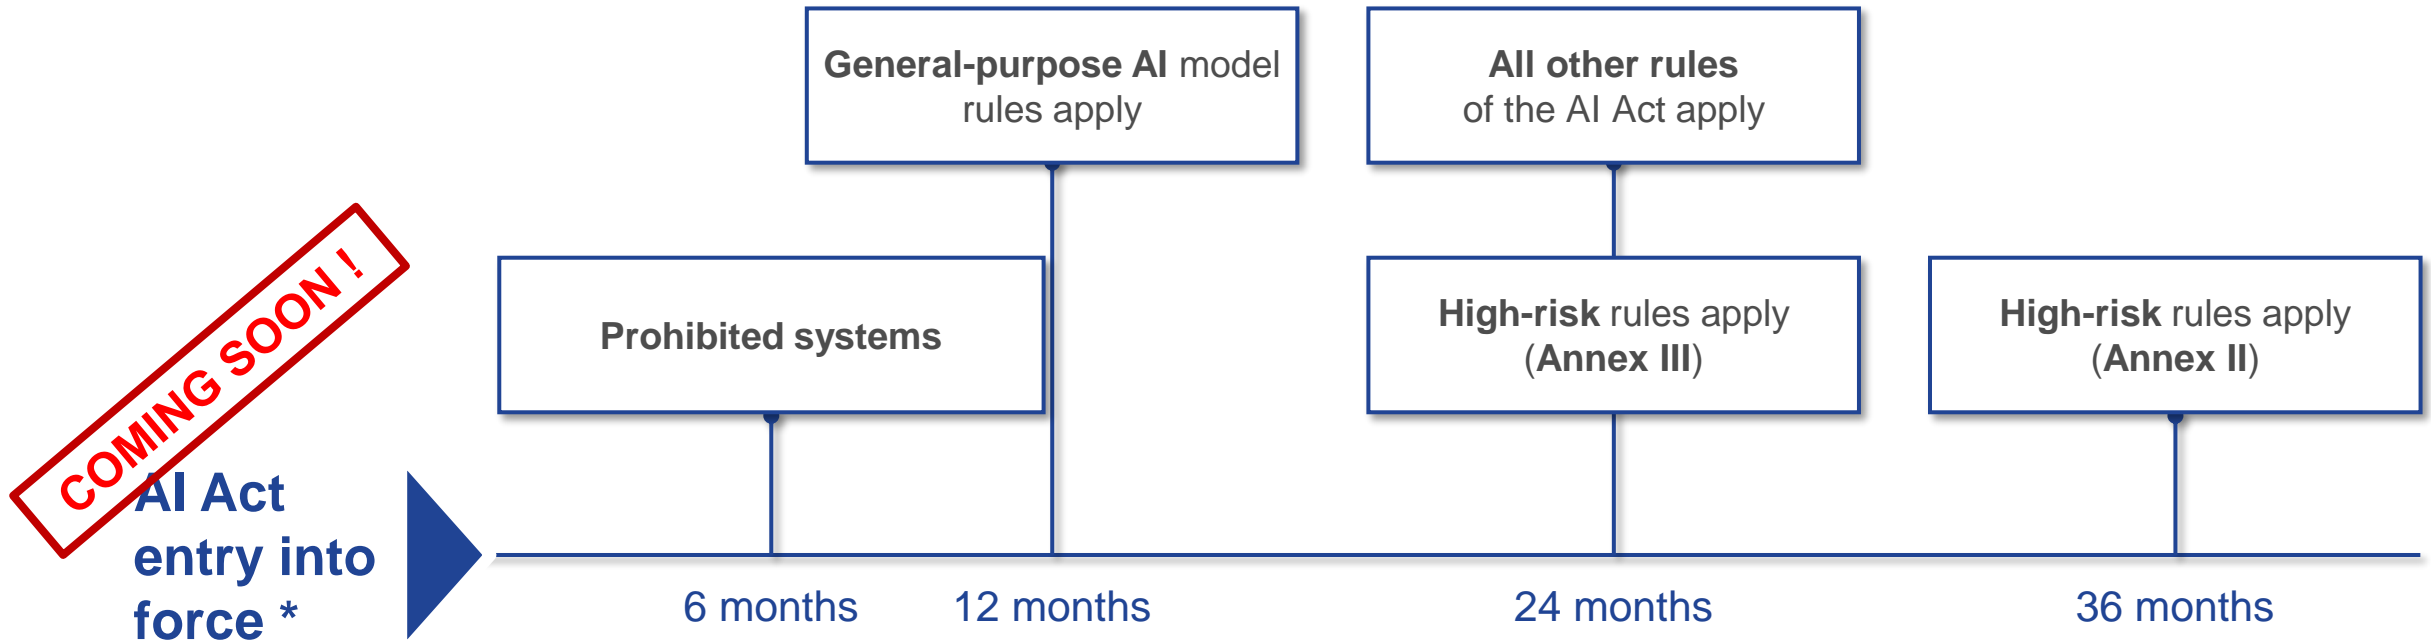 General-purpose AI model
rules apply
All other rules
of the AI Act apply
COMING SOON !
Prohibited systems
High-risk rules apply
(Annex III)
High-risk rules apply
(Annex II)
AI Act
entry into
force *
6 months
12 months
24 months
36 months